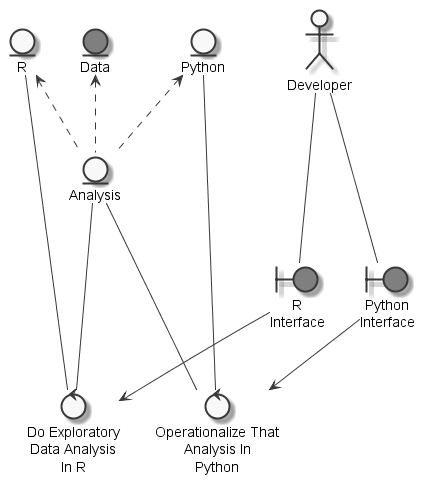 R
Data
Python
Developer
Analysis
R
Interface
Python
Interface
Do Exploratory
Data Analysis
In R
Operationalize That
Analysis In
Python